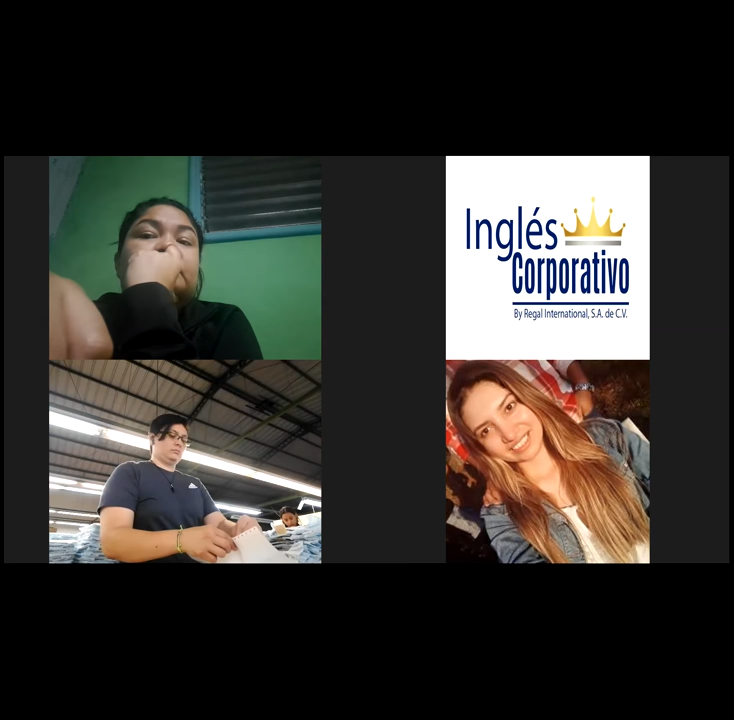 Inglés
Corporativo
By Regal International, S.A. de C.V.